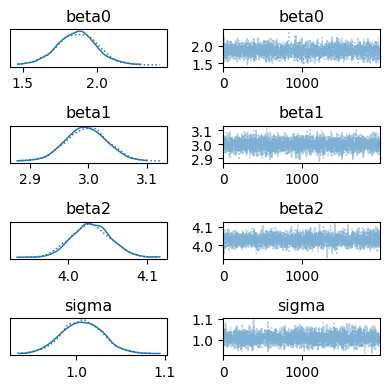 beta0 beta0
2.0
1.5
1.5 2.0 0 1000
beta1 beta1
3.1
3.0
2.9
2.9 3.0 3.1 0 1000
beta2 beta2
4.1
4.0
4.0 4.1 0 1000
sigma sigma
1.1
1.0
1.0 1.1 0 1000